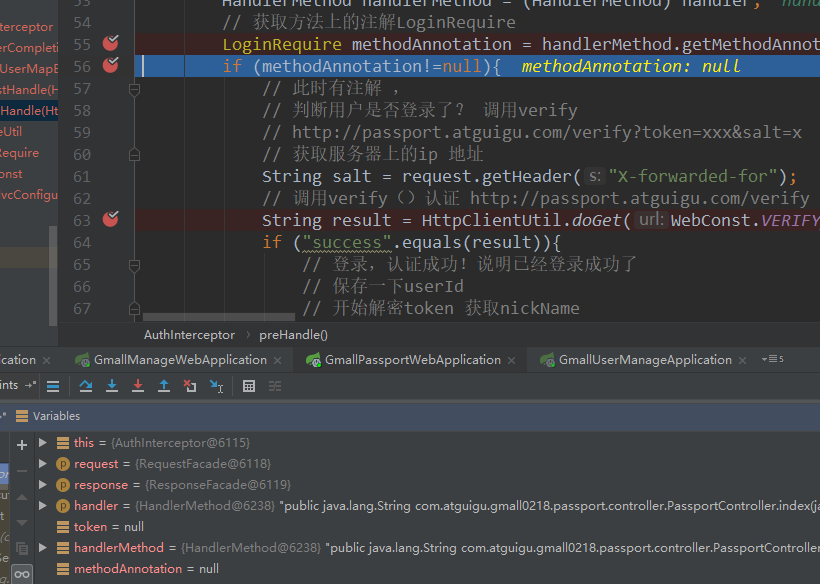 53 HandlerMethod handlerMethod = (HandlerMethod) handler;
54 // 获取方法上的注解LoginRequire
55 LoginRequire methodAnnotation = handlerMethod.getMethodAnnot
56 if (methodAnnotation!=null){ methodAnnotation: null
57 // 此时有注解 ，
58 // 判断用户是否登录了？ 调用verify
59 // http://passport.atguigu.com/verify?token=xxx&salt=x
60 // 获取服务器上的ip 地址
61 String salt = request.getHeader( s: "X-forwarded-for");
62 // 调用verify（）认证 http://passport.atguigu.com/verify
63 String result = HttpClientUtil.doGet( url: WebConst.VERIFY
64 if ("success".equals(result)){
65 // 登录，认证成功！说明已经登录成功了
66 // 保存一下userId
67 // 开始解密token 获取nickName
terceptor
erCompleti
UserMapE
stHandle(H
Handle(Ht
eUtil
Require
onst
vcConfigu
AuthInterceptor › preHandle()
cation × GmallManageWebApplication × GmallPassportWebApplication × GmallUserManageApplication × 5
ints
Variables
this = {AuthInterceptor@6115}
request = {RequestFacade@6118}
response = {ResponseFacade@6119}
handler = {HandlerMethod@6238} "public java.lang.String com.atguigu.gmall0218.passport.controller.PassportController.index(ja
token = null
handlerMethod = {HandlerMethod@6238} "public java.lang.String com.atguigu.gmall0218.passport.controller.PassportController
methodAnnotation = null